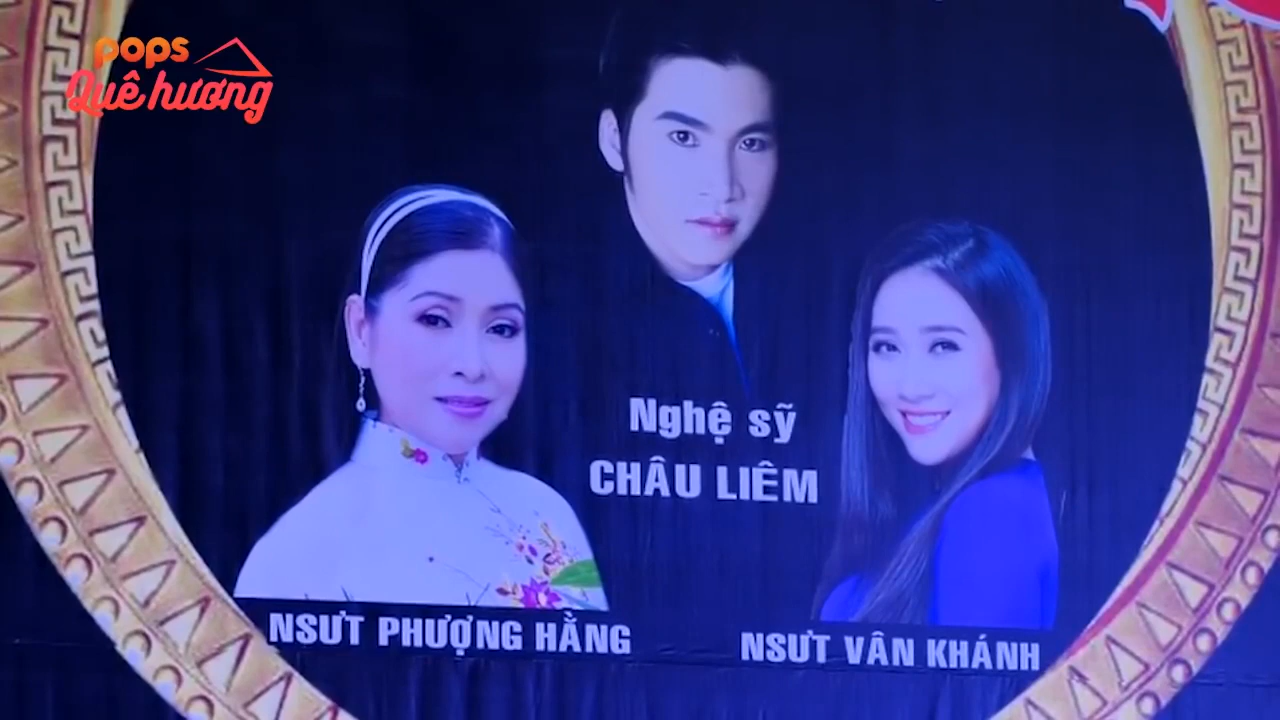 pops
Quê hương
Nghệ sỹ
CHÂU LIÊM
NSƯT PHƯỢNG HẰNG
NSƯT VÂN KHÁNH